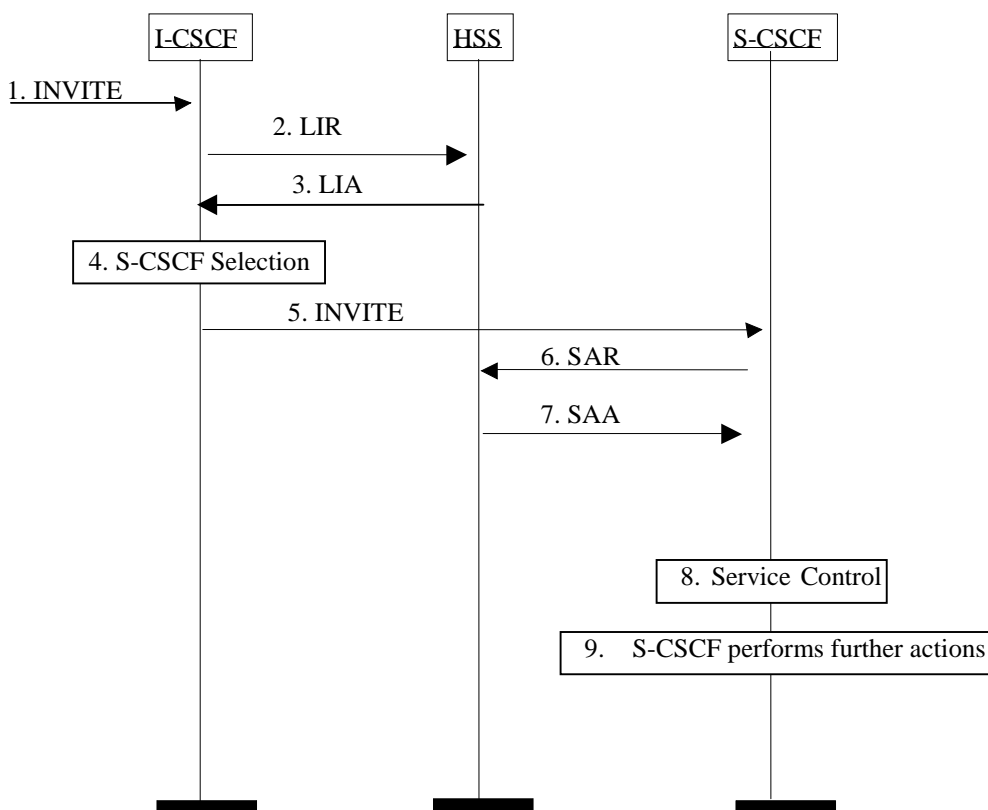 I-CSCF
HSS
S-CSCF
1. INVITE
2. LIR
3. LIA
4. S-CSCF Selection
5. INVITE
6. SAR
7. SAA
8. Service Control
9. S-CSCF performs further actions